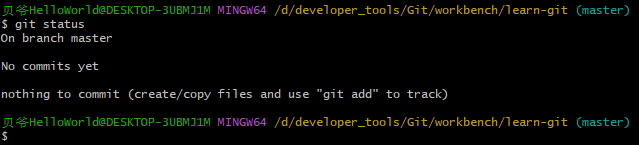 贝爷HelloWorld@DESKTOP-3UBMJ1M MINGW64 /d/developer_tools/Git/workbench/learn-git (master)
$ git status
On branch master
No commits yet
nothing to commit (create/copy files and use "git add" to track)
贝爷HelloWorld@DESKTOP-3UBMJ1M MINGW64 /d/developer_tools/Git/workbench/learn-git (master)
$